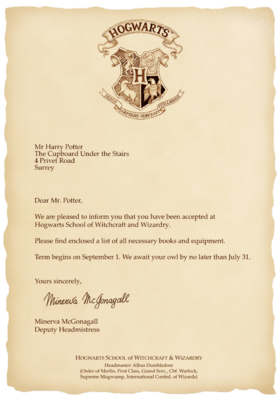 HOGWARTS
Mr Harry Potter
The Cupboard Under the Stairs
4 Privet Road
Surrey
Dear Mr. Potter,
We are pleased to inform you that you have been accepted at
Hogwarts School of Witchcraft and Wizardry.
Please find enclosed a list of all necessary books and equipment.
Term begins on September 1. We await your owl by no later than July 31.
Yours sincerely,
Minerva McGonagall
Minerva McGonagall
Deputy Headmistress
HOGWARTS SCHOOL of WITCHCRAFT & WIZARDRY
Headmaster: Albus Dumbledore
(Order of Merlin, First Class, Grand Sorc., Chf. Warlock,
Supreme Mugwump, International Confed. of Wizards)